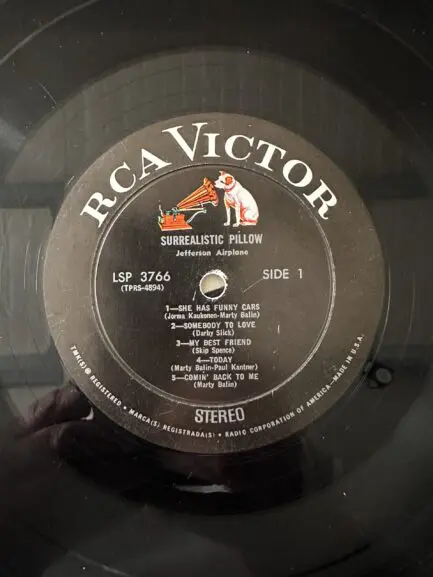 RCA VICTOR
SURREALISTIC PILLOW
Jefferson Airplane
LSP 3766
(TPRS-4894)
SIDE 1
1—SHE HAS FUNNY CARS
(Jorma Kaukonen-Marty Balin)
2—SOMEBODY TO LOVE
(Darby Slick)
3—MY BEST FRIEND
(Skip Spence)
4—TODAY
(Marty Balin-Paul Kantner)
5—COMIN' BACK TO ME
(Marty Balin)
STEREO
TMK(S) ® REGISTERED • MARCA(S) REGISTRADA(S) • RADIO CORPORATION OF AMERICA—MADE IN U.S.A.